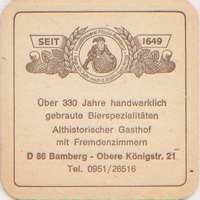 SEIT 1649
Über 330 Jahre handwerklich
gebraute Bierspezialitäten
Althistorischer Gasthof
mit Fremdenzimmern
D 86 Bamberg - Obere Königstr. 21
Tel. 0951/26516